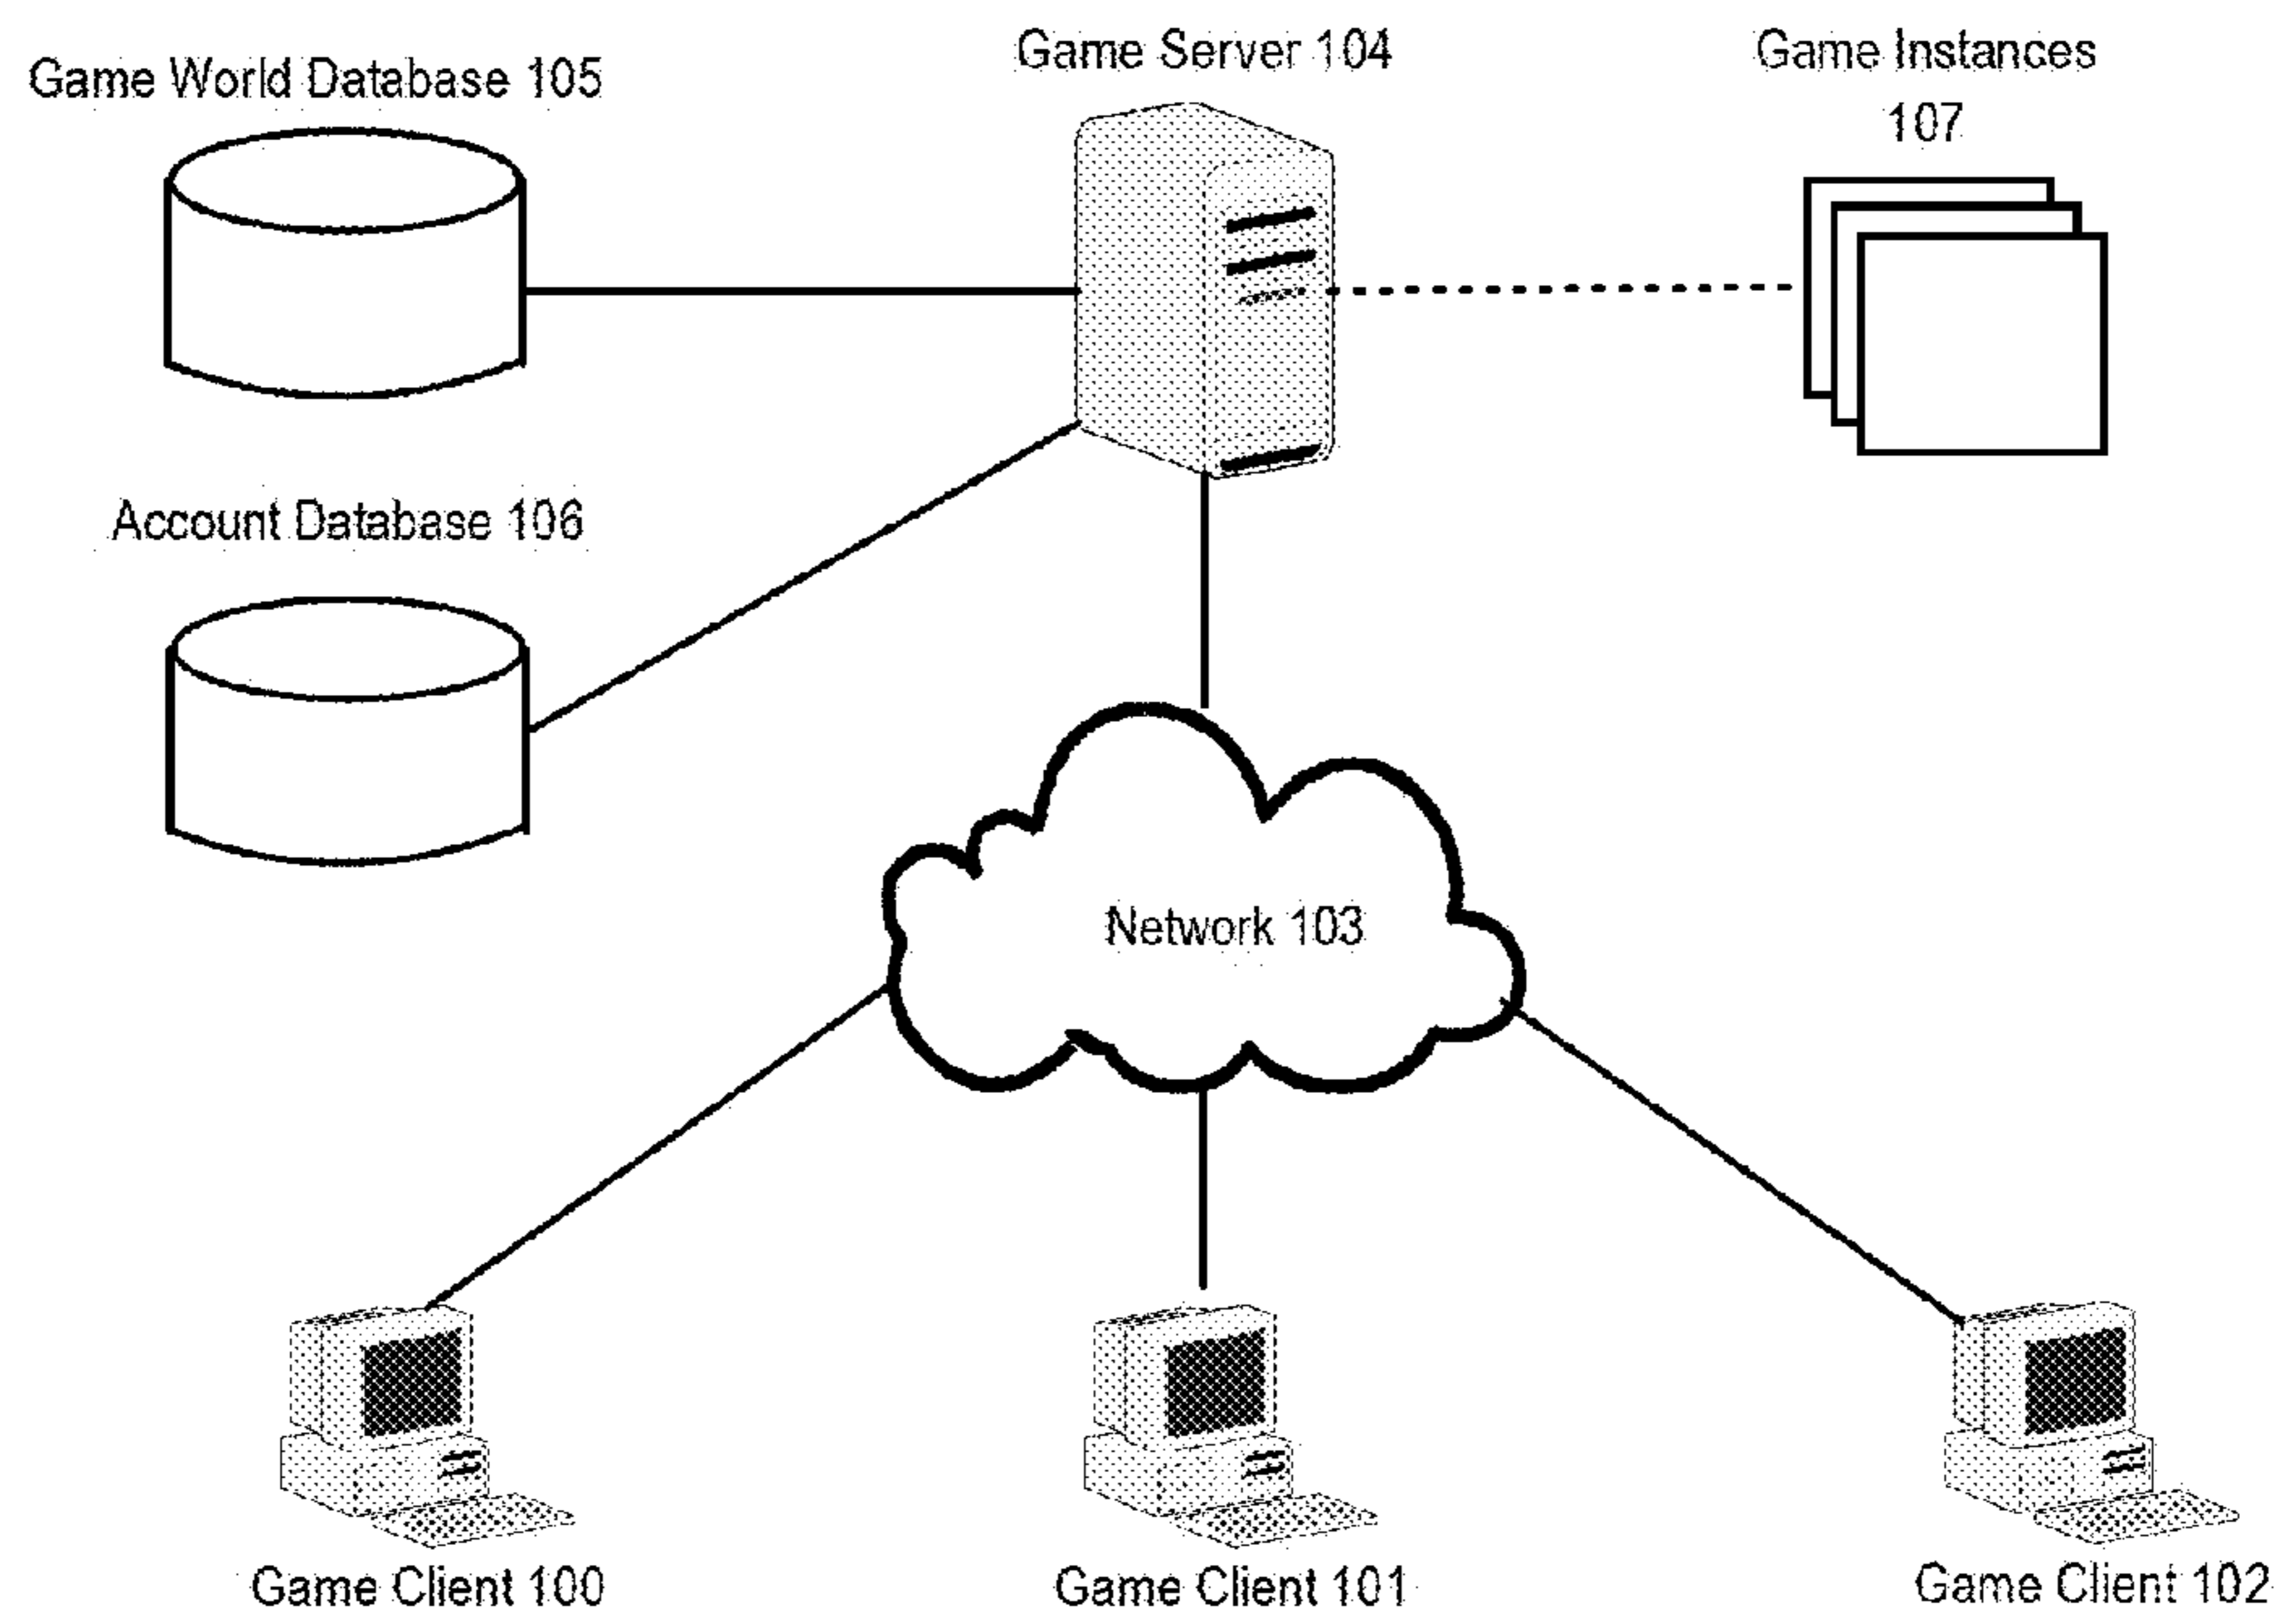 Game World Database 105
Game Server 104
Game Instances
107
Account Database 106
Network 103
Game Client 100
Game Client 101
Game Client 102